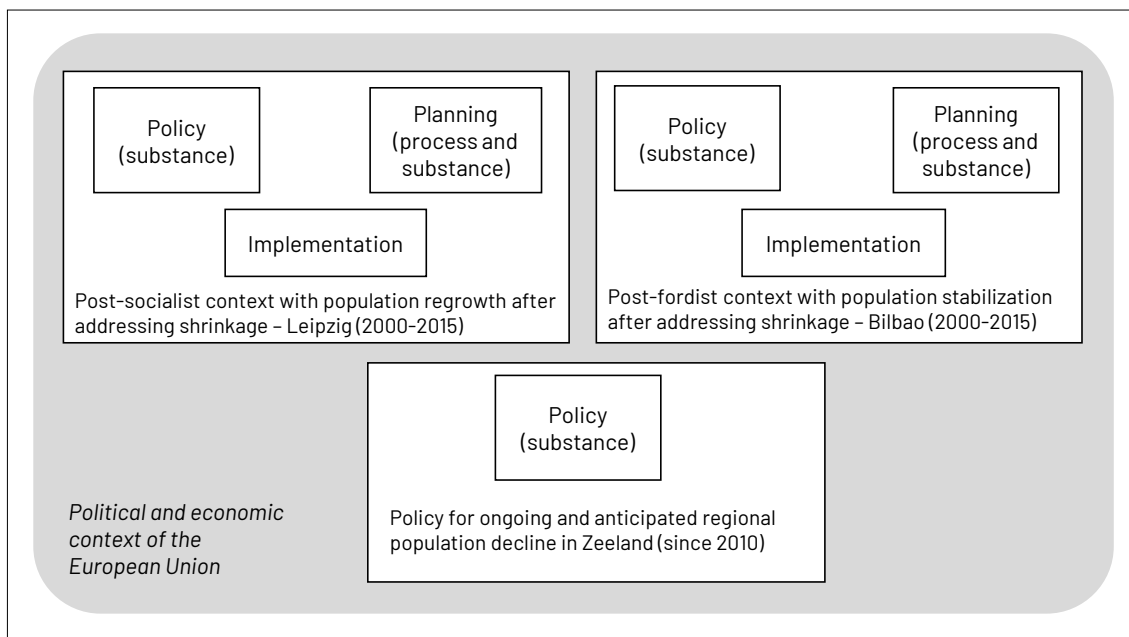 Policy
(substance)
Planning
(process and
substance)
Implementation
Post-socialist context with population regrowth after
addressing shrinkage – Leipzig (2000-2015)
Policy
(substance)
Planning
(process and
substance)
Implementation
Post-fordist context with population stabilization
after addressing shrinkage – Bilbao (2000-2015)
Policy
(substance)
Policy for ongoing and anticipated regional
population decline in Zeeland (since 2010)
Political and economic
context of the
European Union